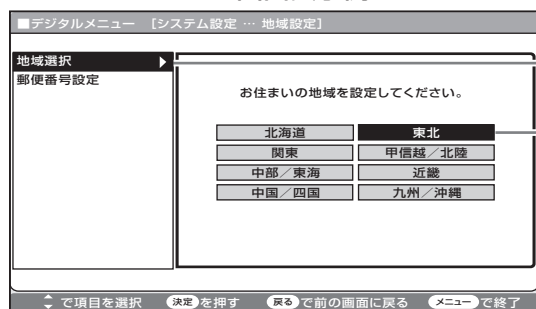 ■デジタルメニュー [システム設定 … 地域設定]
地域選択
郵便番号設定
お住まいの地域を設定してください。
北海道 東北
関東 甲信越／北陸
中部／東海 近畿
中国／四国 九州／沖縄
で項目を選択 決定を押す 戻るで前の画面に戻る メニューで終了